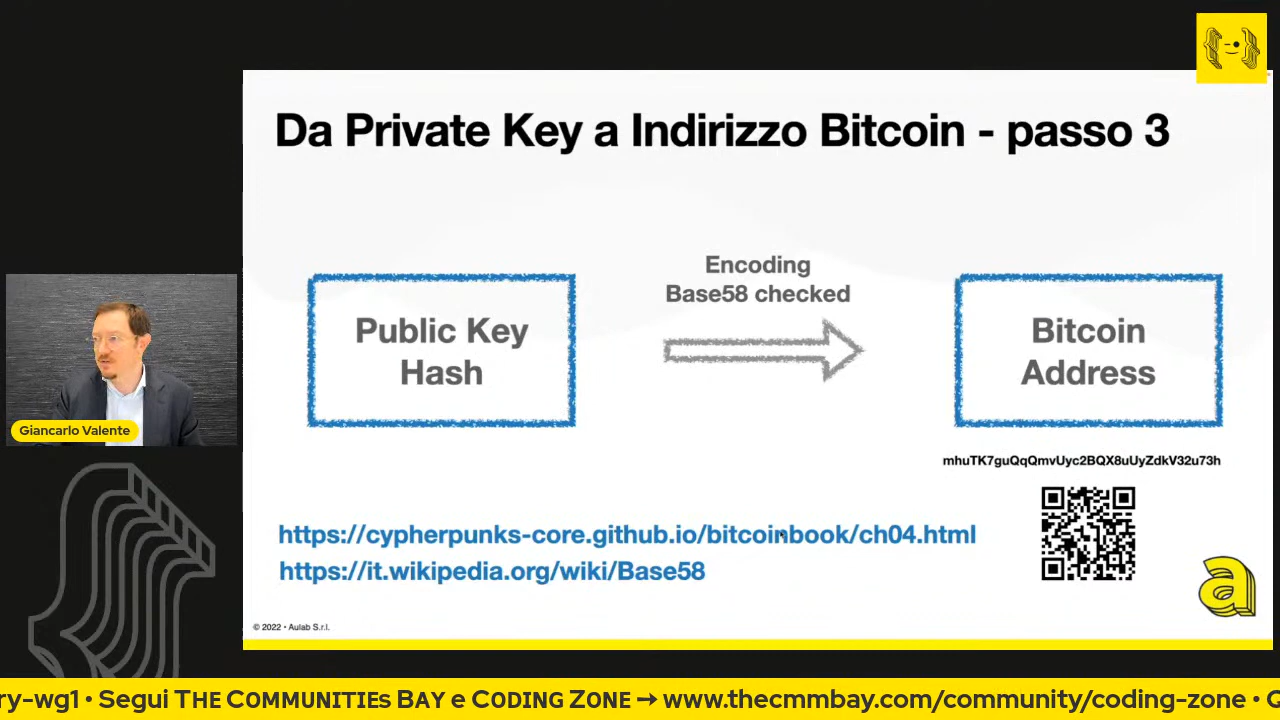 Da Private Key a Indirizzo Bitcoin - passo 3
Encoding
Base58 checked
Public Key
Hash
Bitcoin
Address
mhuTK7guQqQmvUyc2BQX8uUyZdkV32u73h
https://cypherpunks-core.github.io/bitcoinbook/ch04.html
https://it.wikipedia.org/wiki/Base58
a
© 2022 • Aulab S.r.l.
Giancarlo Valente
ry-wg1 • Segui THE COMMUNITIEs BAY e CODING ZONE → www.thecmmbay.com/community/coding-zone • C